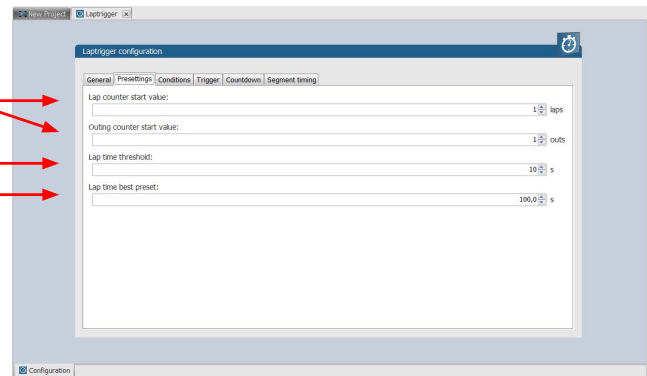 New Project Laptrigger
Laptrigger configuration
General Presettings Conditions Trigger Countdown Segment timing
Lap counter start value:
1 laps
Outing counter start value:
1 outs
Lap time threshold:
10 s
Lap time best preset:
100,0 s
Configuration